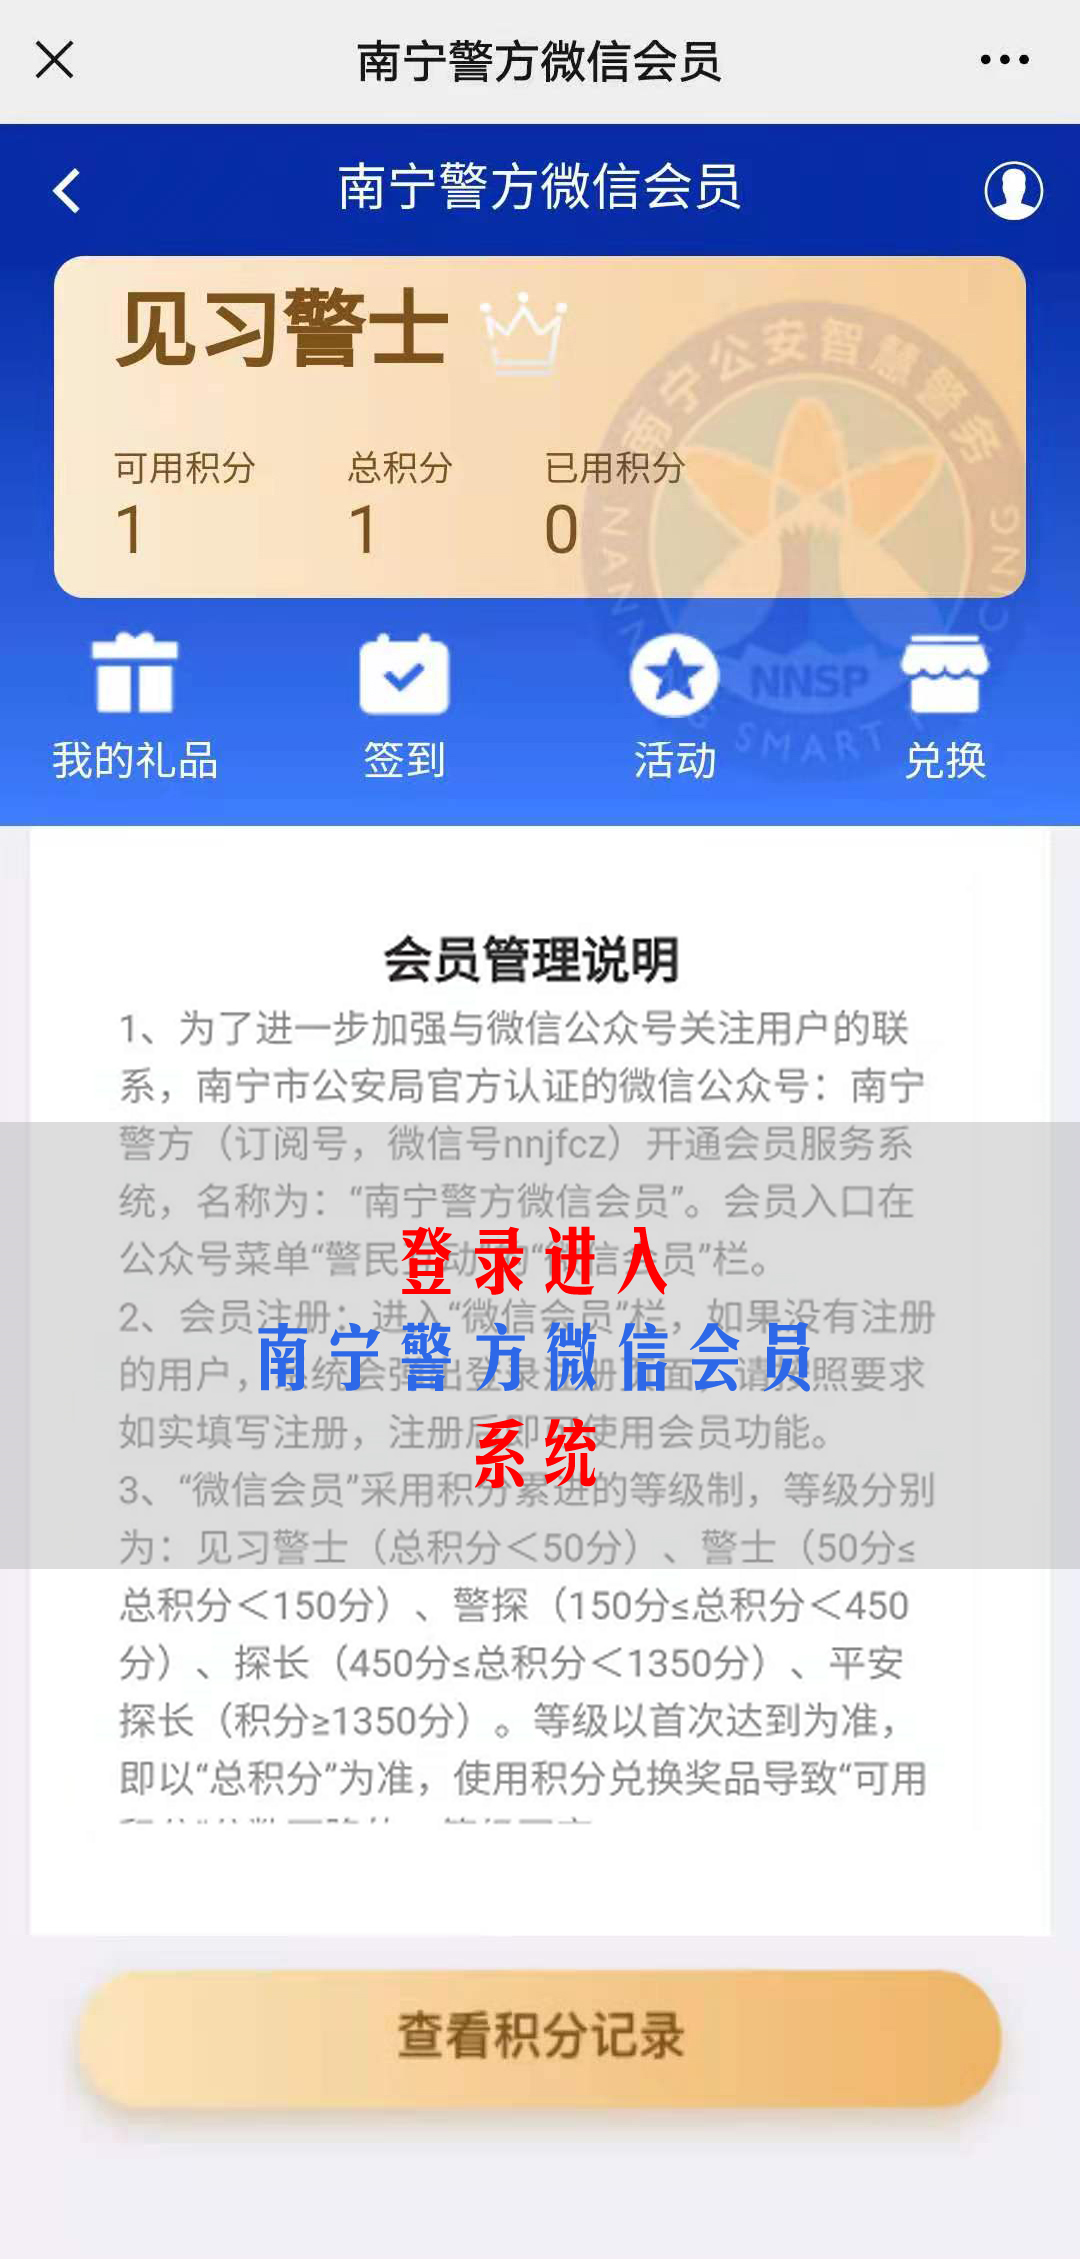 南宁警方微信会员
南宁警方微信会员
见习警士
南宁公安智慧警务
可用积分 总积分 已用积分
1 1 0
NNSP
SMART
我的礼品 签到 活动 兑换
会员管理说明
1、为了进一步加强与微信公众号关注用户的联
系，南宁市公安局官方认证的微信公众号：南宁
警方（订阅号，微信号nnjfcz）开通会员服务系
统，名称为：“南宁警方微信会员”。会员入口在
公众号菜单“警民互动”的“微信会员”栏。
登录进入
2、会员注册：进入“微信会员”栏，如果没有注册
南宁警方微信会员
的用户，系统会弹出登录注册页面，请按照要求
如实填写注册，注册后即可使用会员功能。
系统
3、“微信会员”采用积分累进的等级制，等级分别
为：见习警士（总积分＜50分）、警士（50分≤
总积分＜150分）、警探（150分≤总积分＜450
分）、探长（450分≤总积分＜1350分）、平安
探长（积分≥1350分）。等级以首次达到为准，
即以“总积分”为准，使用积分兑换奖品导致“可用
查看积分记录